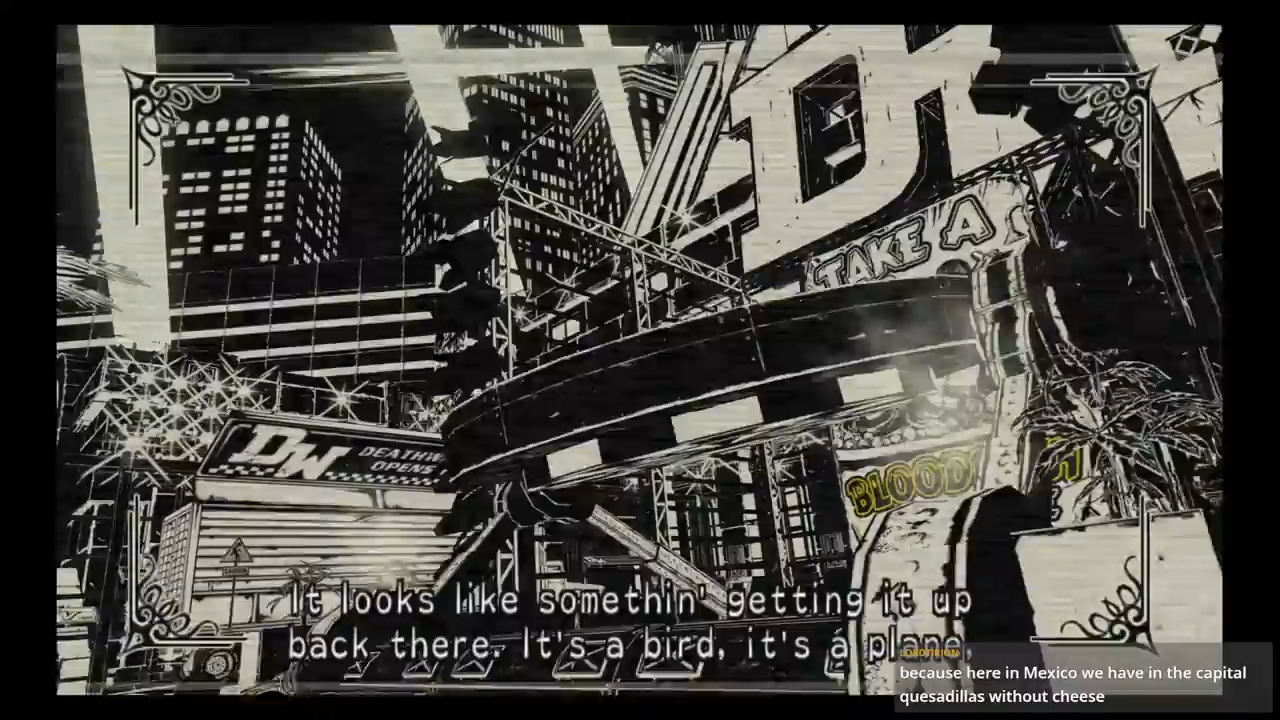 TAKE A
DW
DEATHW
OPENS
BLOOD
It looks like somethin' getting it up
back there. It's a bird, it's a plane,
because here in Mexico we have in the capital
quesadillas without cheese